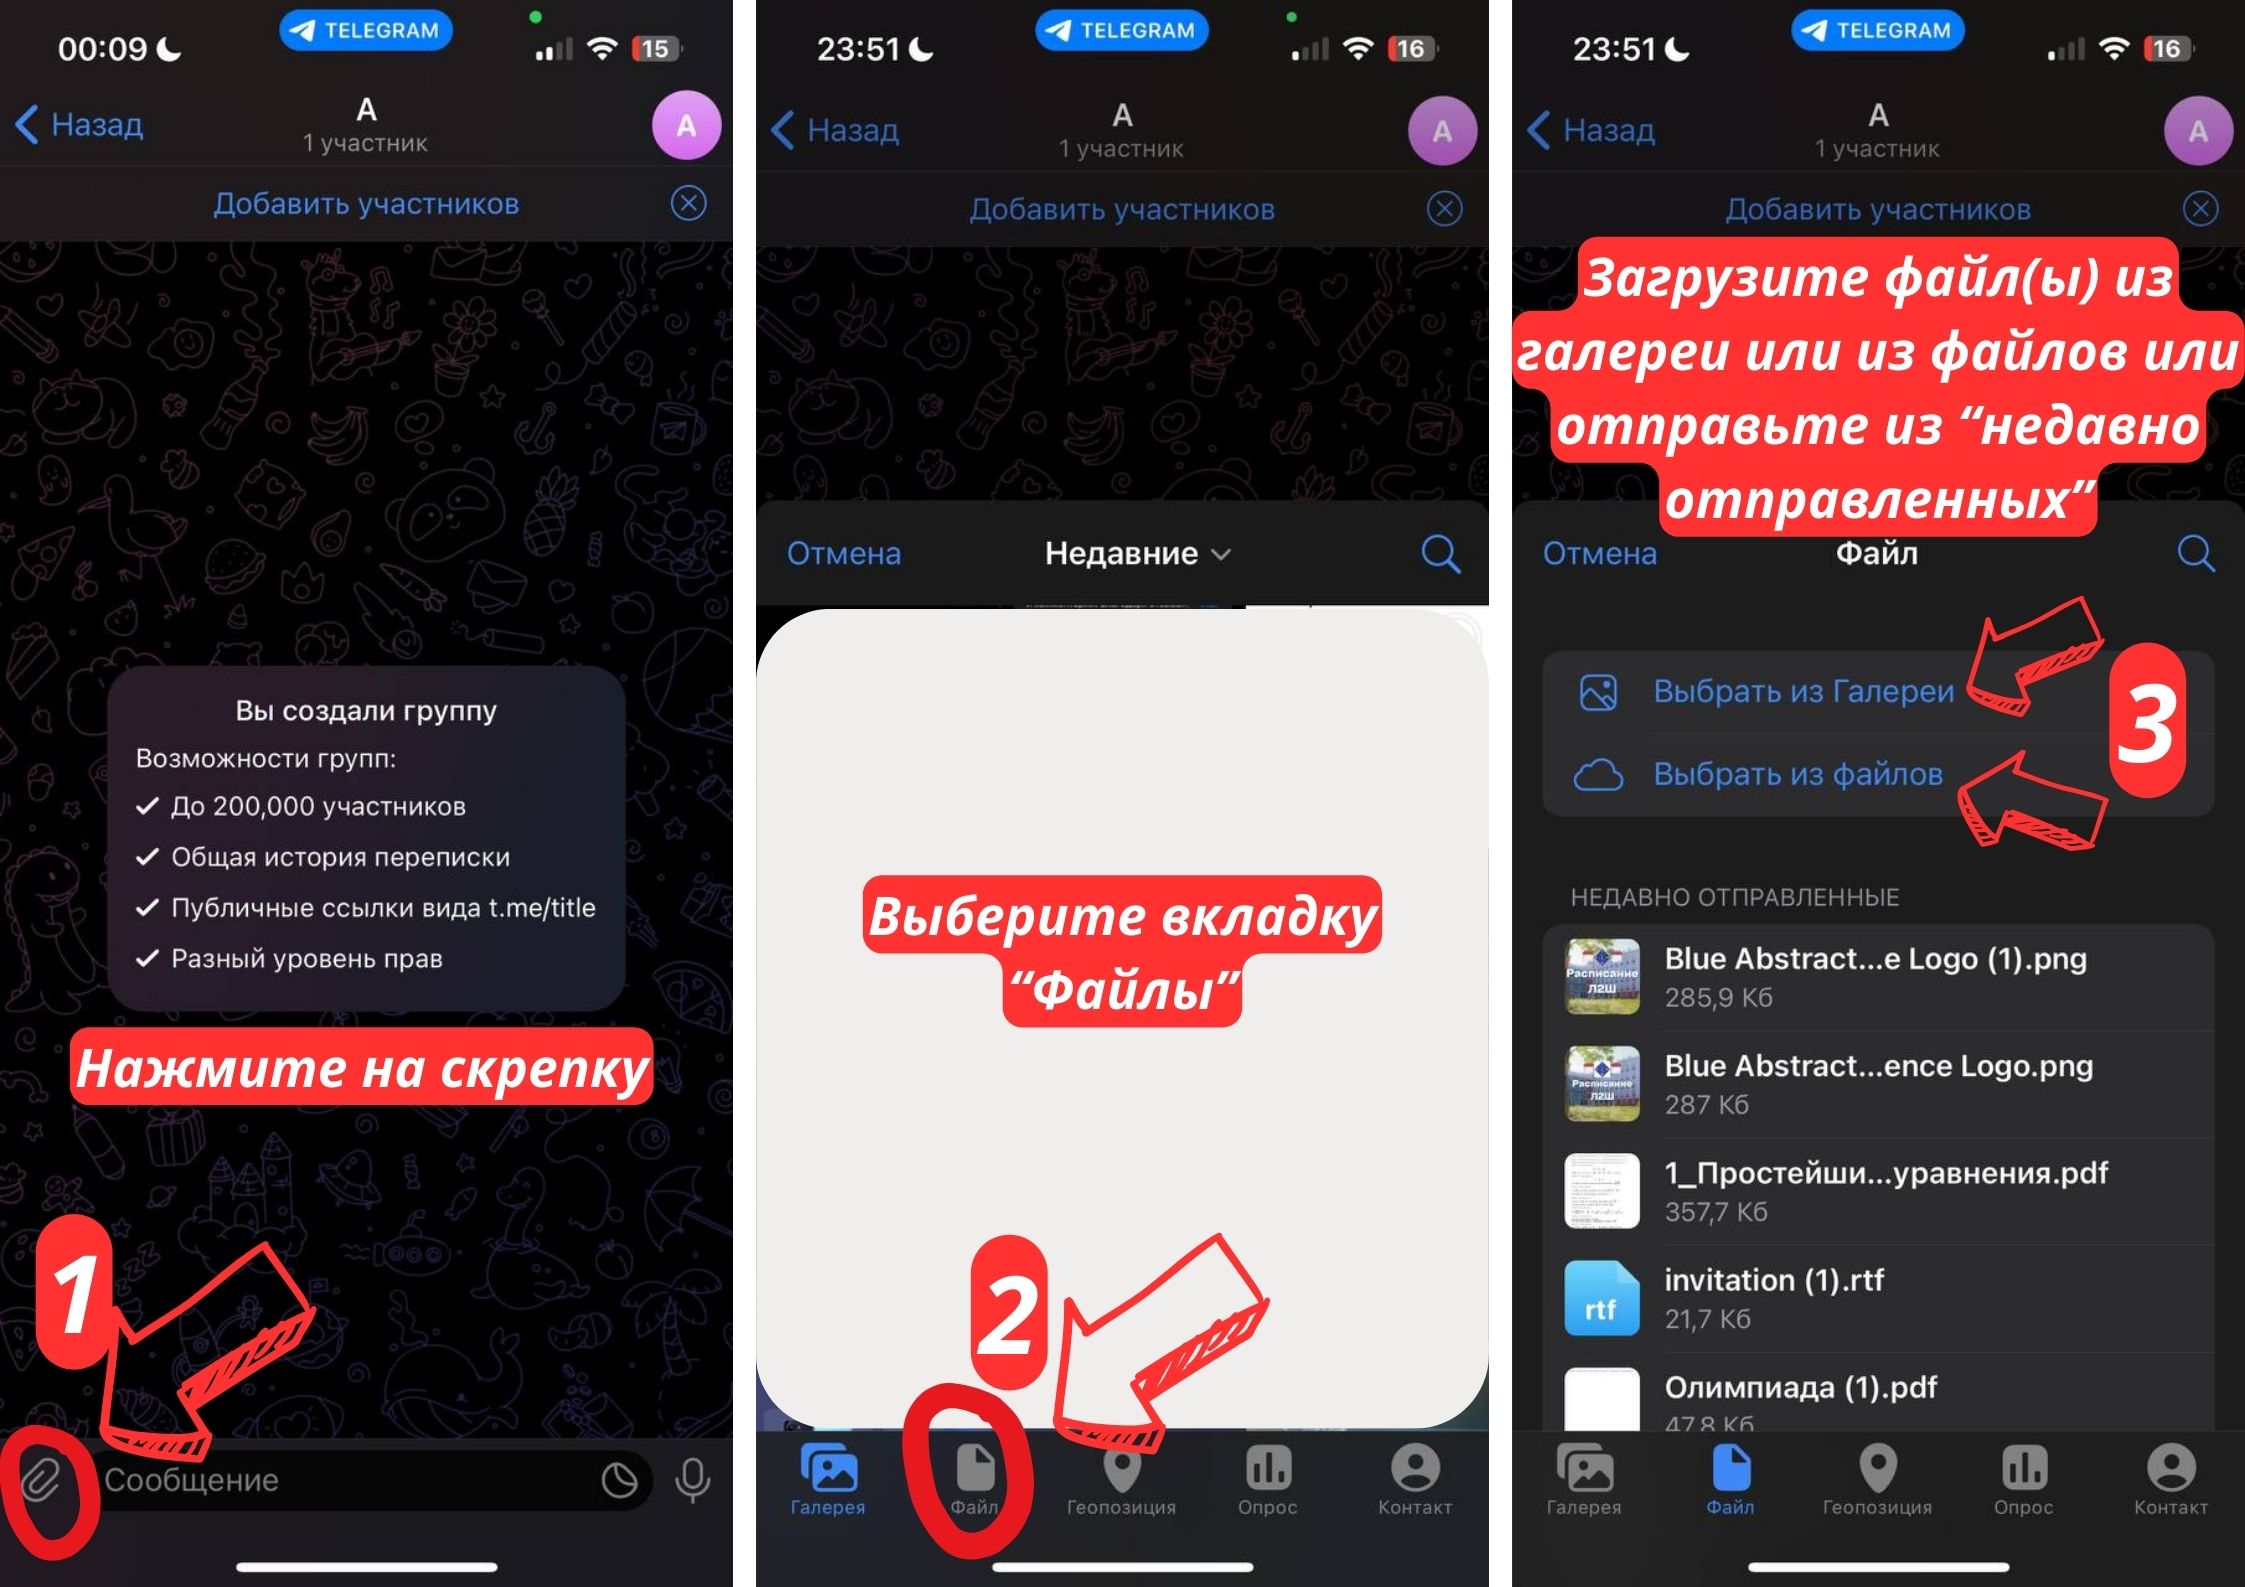 00:09
TELEGRAM
15
Назад
А
1 участник
А
Добавить участников
Вы создали группу
Возможности групп:
До 200,000 участников
Общая история переписки
Публичные ссылки вида t.me/title
Разный уровень прав
Нажмите на скрепку
1
Сообщение
23:51
TELEGRAM
16
Назад
А
1 участник
А
Добавить участников
Отмена
Недавние
Выберите вкладку
“Файлы”
2
Галерея
Файл
Геопозиция
Опрос
Контакт
23:51
TELEGRAM
16
Назад
А
1 участник
А
Добавить участников
Загрузите файл(ы) из
галереи или из файлов или
отправьте из “недавно
отправленных”
Отмена
Файл
Выбрать из Галереи
Выбрать из файлов
3
НЕДАВНО ОТПРАВЛЕННЫЕ
Расписание
Л2Ш
Blue Abstract...e Logo (1).png
285,9 Кб
Расписание
Л2Ш
Blue Abstract...ence Logo.png
287 Кб
1_Простейши...уравнения.pdf
357,7 Кб
rtf
invitation (1).rtf
21,7 Кб
Олимпиада (1).pdf
47,8 Кб
Галерея
Файл
Геопозиция
Опрос
Контакт